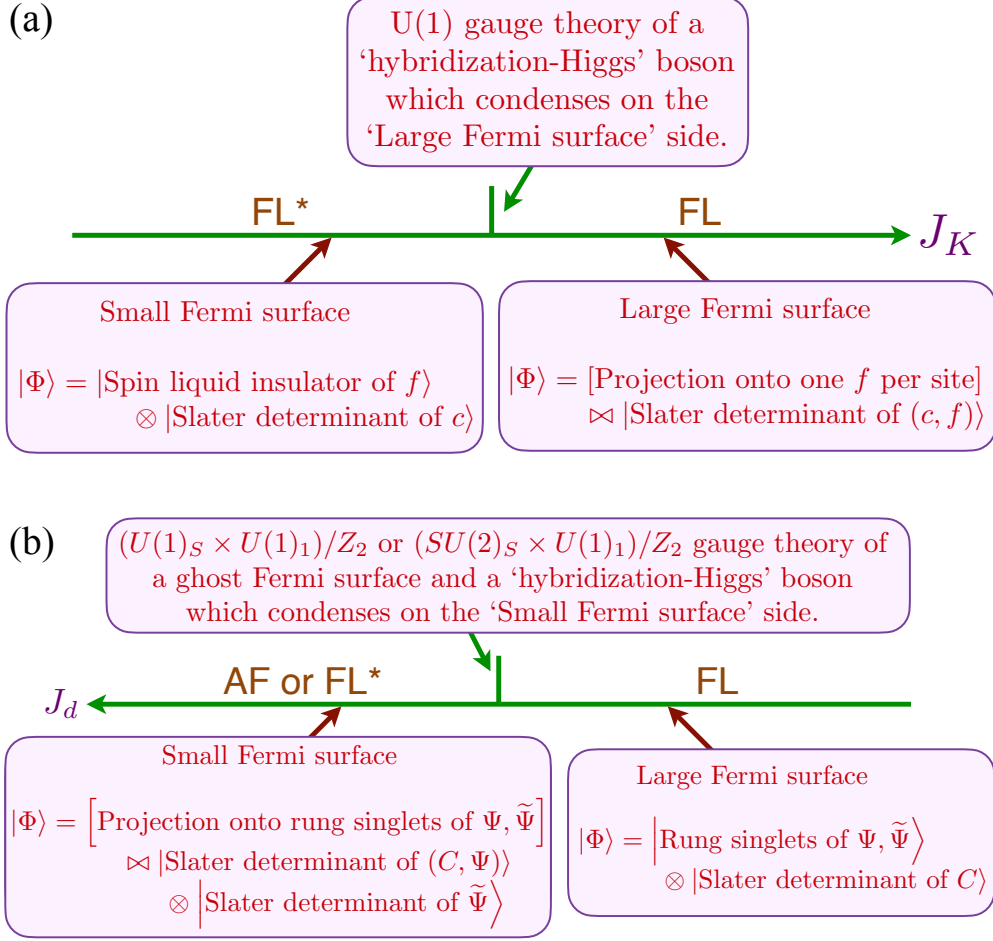 (a)
U(1) gauge theory of a
‘hybridization-Higgs’ boson
which condenses on the
‘Large Fermi surface’ side.
FL*
FL
J_K
Small Fermi surface
|Φ⟩ = |Spin liquid insulator of f⟩
⊗ |Slater determinant of c⟩
Large Fermi surface
|Φ⟩ = [Projection onto one f per site]
⋈ |Slater determinant of (c, f)⟩
(b)
(U(1)_S × U(1)_1)/Z_2 or (SU(2)_S × U(1)_1)/Z_2 gauge theory of
a ghost Fermi surface and a ‘hybridization-Higgs’ boson
which condenses on the ‘Small Fermi surface’ side.
AF or FL*
FL
J_d
Small Fermi surface
|Φ⟩ = [Projection onto rung singlets of Ψ, Ψ̃]
⋈ |Slater determinant of (C, Ψ)⟩
⊗ |Slater determinant of Ψ̃⟩
Large Fermi surface
|Φ⟩ = |Rung singlets of Ψ, Ψ̃⟩
⊗ |Slater determinant of C⟩